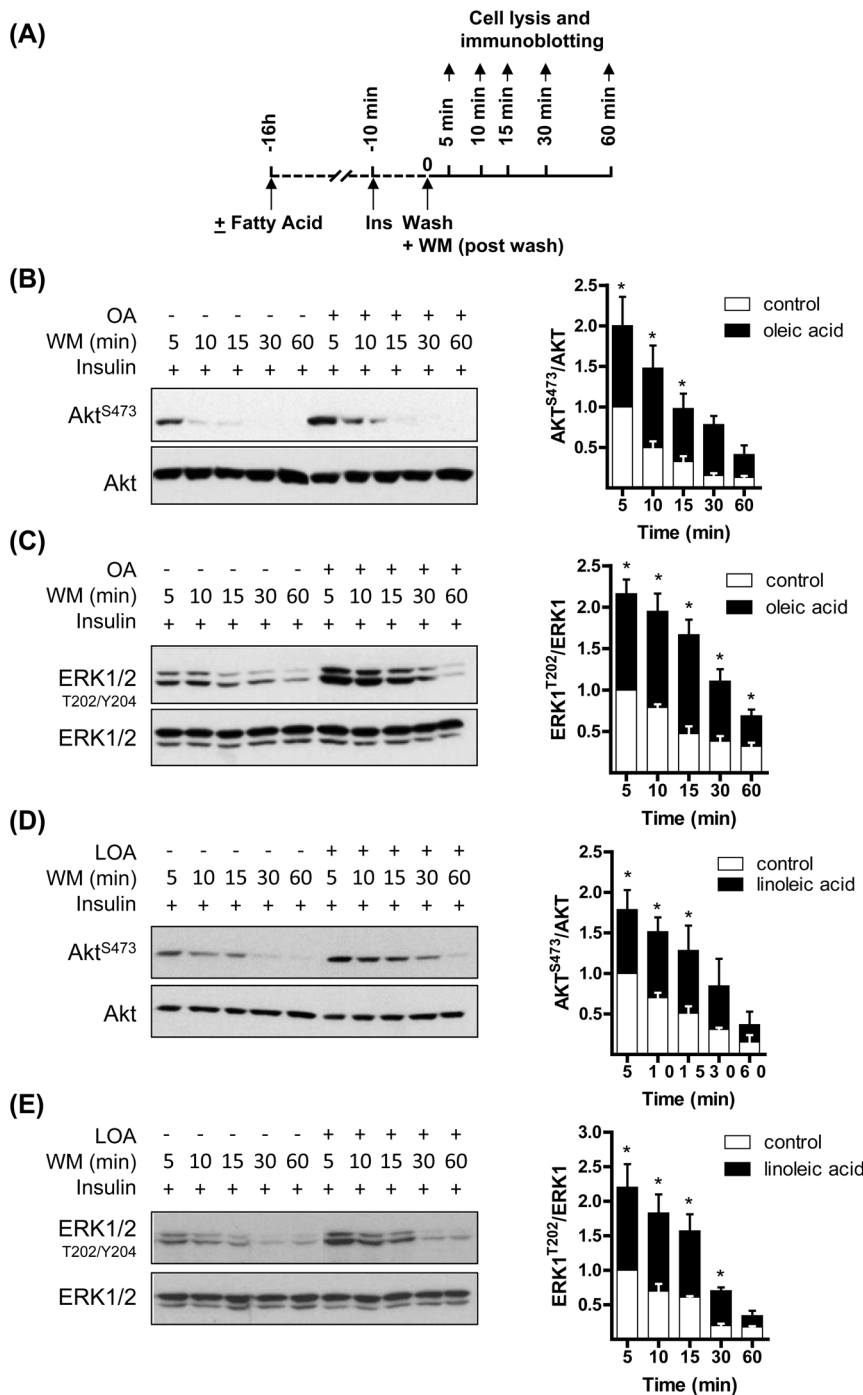 (A)
Cell lysis and
immunoblotting
-16h
-10 min
0
5 min
10 min
15 min
30 min
60 min
± Fatty Acid
Ins
Wash
+ WM (post wash)
(B)
OA - - - - - + + + + +
WM (min) 5 10 15 30 60 5 10 15 30 60
Insulin + + + + + + + + + +
Akt^S473
Akt
AKT^S473/AKT
2.5
2.0
1.5
1.0
0.5
* * *
control
oleic acid
5 10 15 30 60
Time (min)
(C)
OA - - - - - + + + + +
WM (min) 5 10 15 30 60 5 10 15 30 60
Insulin + + + + + + + + + +
ERK1/2
T202/Y204
ERK1/2
ERK1^T202/ERK1
2.5
2.0
1.5
1.0
0.5
* * * * *
control
oleic acid
5 10 15 30 60
Time (min)
(D)
LOA - - - - - + + + + +
WM (min) 5 10 15 30 60 5 10 15 30 60
Insulin + + + + + + + + + +
Akt^S473
Akt
AKT^S473/AKT
2.5
2.0
1.5
1.0
0.5
* * *
control
linoleic acid
5 1 0 1 5 3 0 6 0
Time (min)
(E)
LOA - - - - - + + + + +
WM (min) 5 10 15 30 60 5 10 15 30 60
Insulin + + + + + + + + + +
ERK1/2
T202/Y204
ERK1/2
ERK1^T202/ERK1
3.0
2.5
2.0
1.5
1.0
0.5
* * * *
control
linoleic acid
5 10 15 30 60
Time (min)